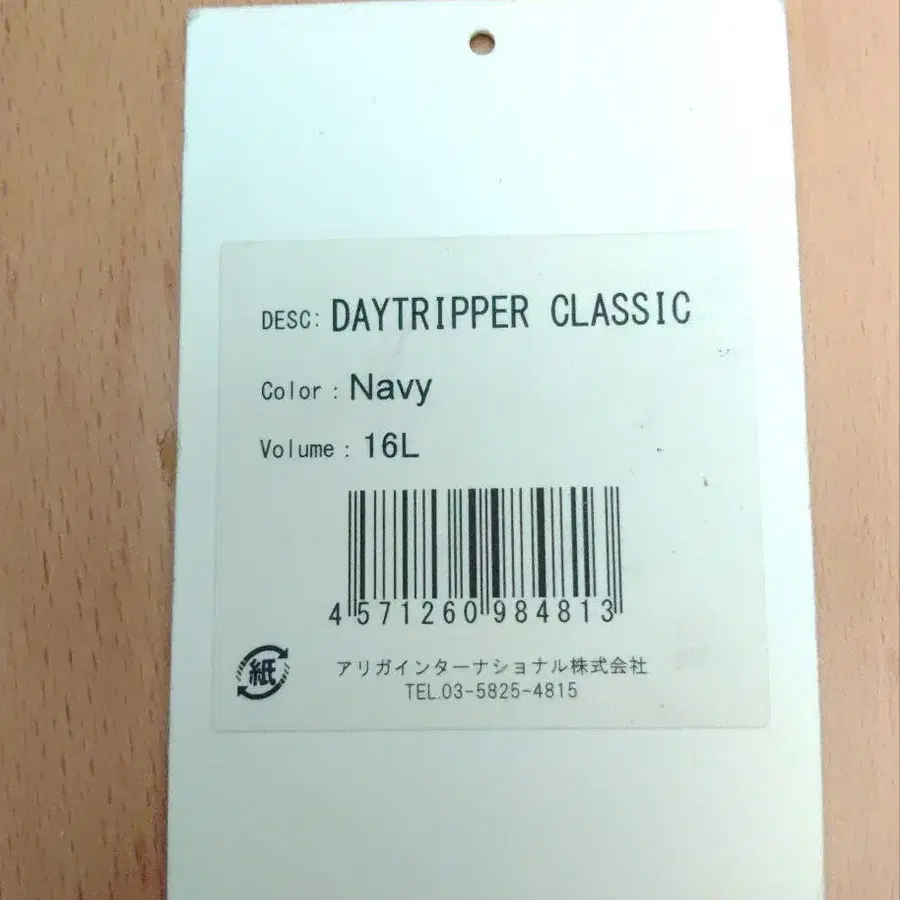 DESC: DAYTRIPPER CLASSIC
Color : Navy
Volume : 16L
4 571260 984813
紙
アリガインターナショナル株式会社
TEL.03-5825-4815